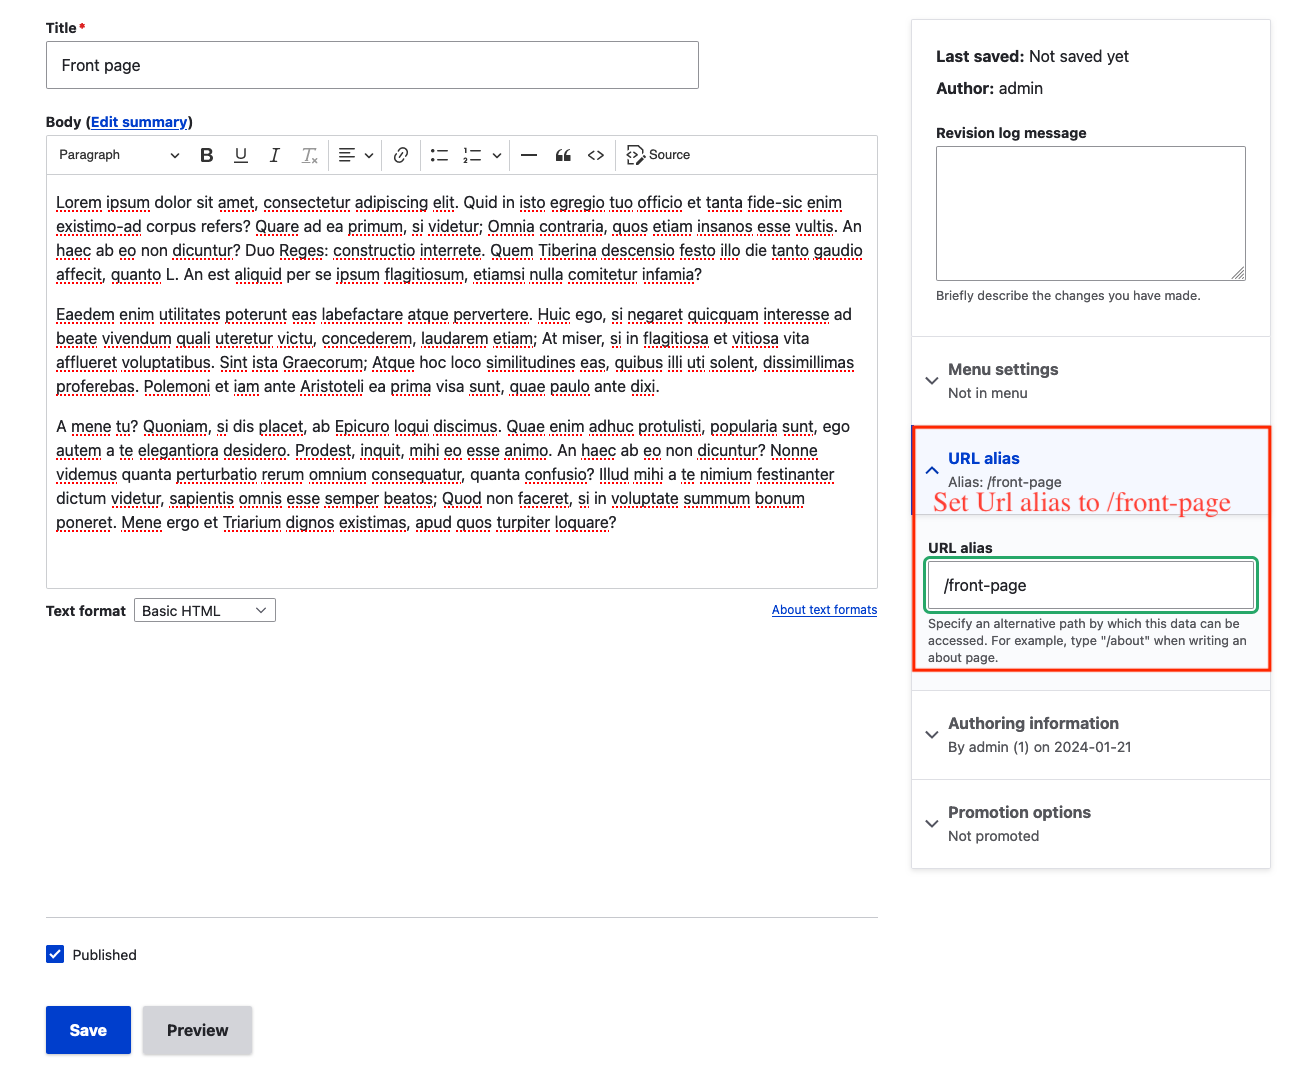 Title*
Front page
Body (Edit summary)
Paragraph B U I Tx Source
Lorem ipsum dolor sit amet, consectetur adipiscing elit. Quid in isto egregio tuo officio et tanta fide-sic enim
existimo-ad corpus refers? Quare ad ea primum, si videtur; Omnia contraria, quos etiam insanos esse vultis. An
haec ab eo non dicuntur? Duo Reges: constructio interrete. Quem Tiberina descensio festo illo die tanto gaudio
affecit, quanto L. An est aliquid per se ipsum flagitiosum, etiamsi nulla comitetur infamia?
Eaedem enim utilitates poterunt eas labefactare atque pervertere. Huic ego, si negaret quicquam interesse ad
beate vivendum quali uteretur victu, concederem, laudarem etiam; At miser, si in flagitiosa et vitiosa vita
afflueret voluptatibus. Sint ista Graecorum; Atque hoc loco similitudines eas, quibus illi uti solent, dissimillimas
proferebas. Polemoni et iam ante Aristoteli ea prima visa sunt, quae paulo ante dixi.
A mene tu? Quoniam, si dis placet, ab Epicuro loqui discimus. Quae enim adhuc protulisti, popularia sunt, ego
autem a te elegantiora desidero. Prodest, inquit, mihi eo esse animo. An haec ab eo non dicuntur? Nonne
videmus quanta perturbatio rerum omnium consequatur, quanta confusio? Illud mihi a te nimium festinanter
dictum videtur, sapientis omnis esse semper beatos; Quod non faceret, si in voluptate summum bonum
poneret. Mene ergo et Triarium dignos existimas, apud quos turpiter loquare?
Text format Basic HTML
About text formats
Published
Save Preview
Last saved: Not saved yet
Author: admin
Revision log message
Briefly describe the changes you have made.
Menu settings
Not in menu
URL alias
Alias: /front-page
Set Url alias to /front-page
URL alias
/front-page
Specify an alternative path by which this data can be
accessed. For example, type "/about" when writing an
about page.
Authoring information
By admin (1) on 2024-01-21
Promotion options
Not promoted